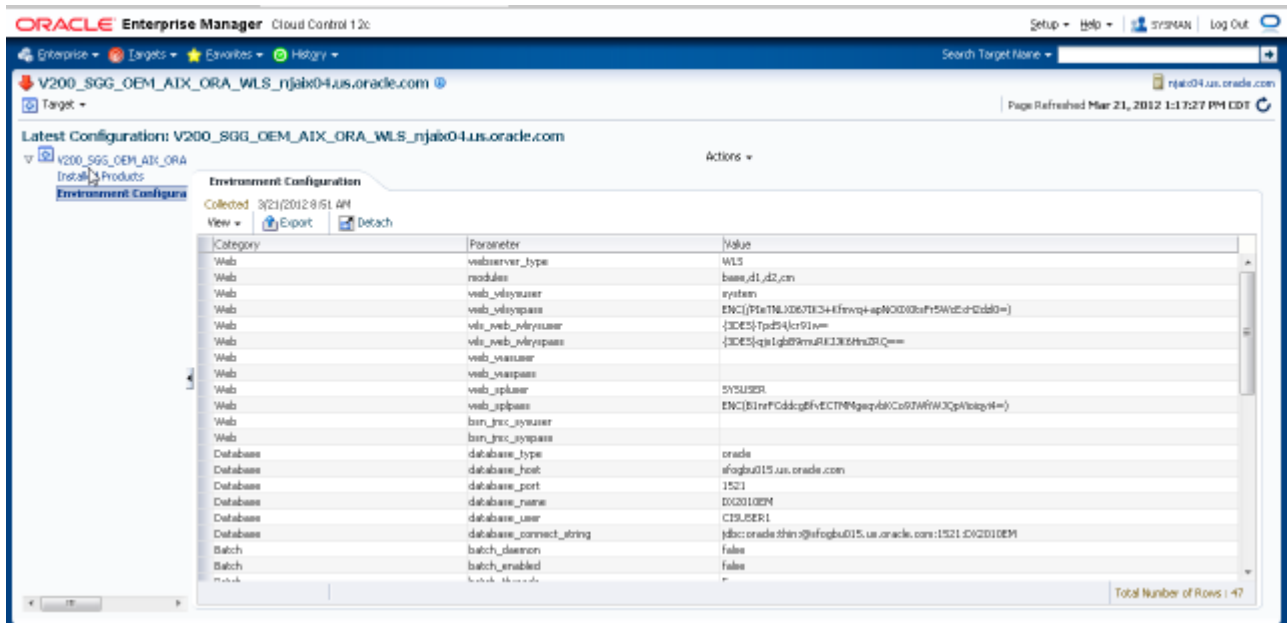 ORACLE Enterprise Manager Cloud Control 12c
Setup Help SYSMAN Log Out
Enterprise Targets Favorites History Search Target Name
V200_SGG_OEM_AIX_ORA_WLS_njaix04.us.oracle.com njaix04.us.oracle.com
Target Page Refreshed Mar 21, 2012 1:17:27 PM CDT
Latest Configuration: V200_SGG_OEM_AIX_ORA_WLS_njaix04.us.oracle.com
V200_SGG_OEM_AIX_ORA
Actions
Products
Environment Configura
Environment Configuration
Collected 3/21/2012 8:51 AM
View Export Detach
Category Parameter Value
Web webserver_type WLS
Web modules base,d1,d2,cm
Web web_wlsysuser system
Web web_wlsyspass
Web wls_web_wlsysuser
Web wls_web_wlsyspass
Web web_wasuser
Web web_waspass
Web web_spluser SYSUSER
Web web_splpass
Web bsn_jmx_sysuser
Web bsn_jmx_syspass
Database database_type oracle
Database database_host sfogbu015.us.oracle.com
Database database_port 1521
Database database_name DX2010EM
Database database_user CISUSER1
Database database_connect_string jdbc:oracle:thin:@sfogbu015.us.oracle.com:1521:DX2010EM
Batch batch_daemon false
Batch batch_enabled false
Total Number of Rows : 47